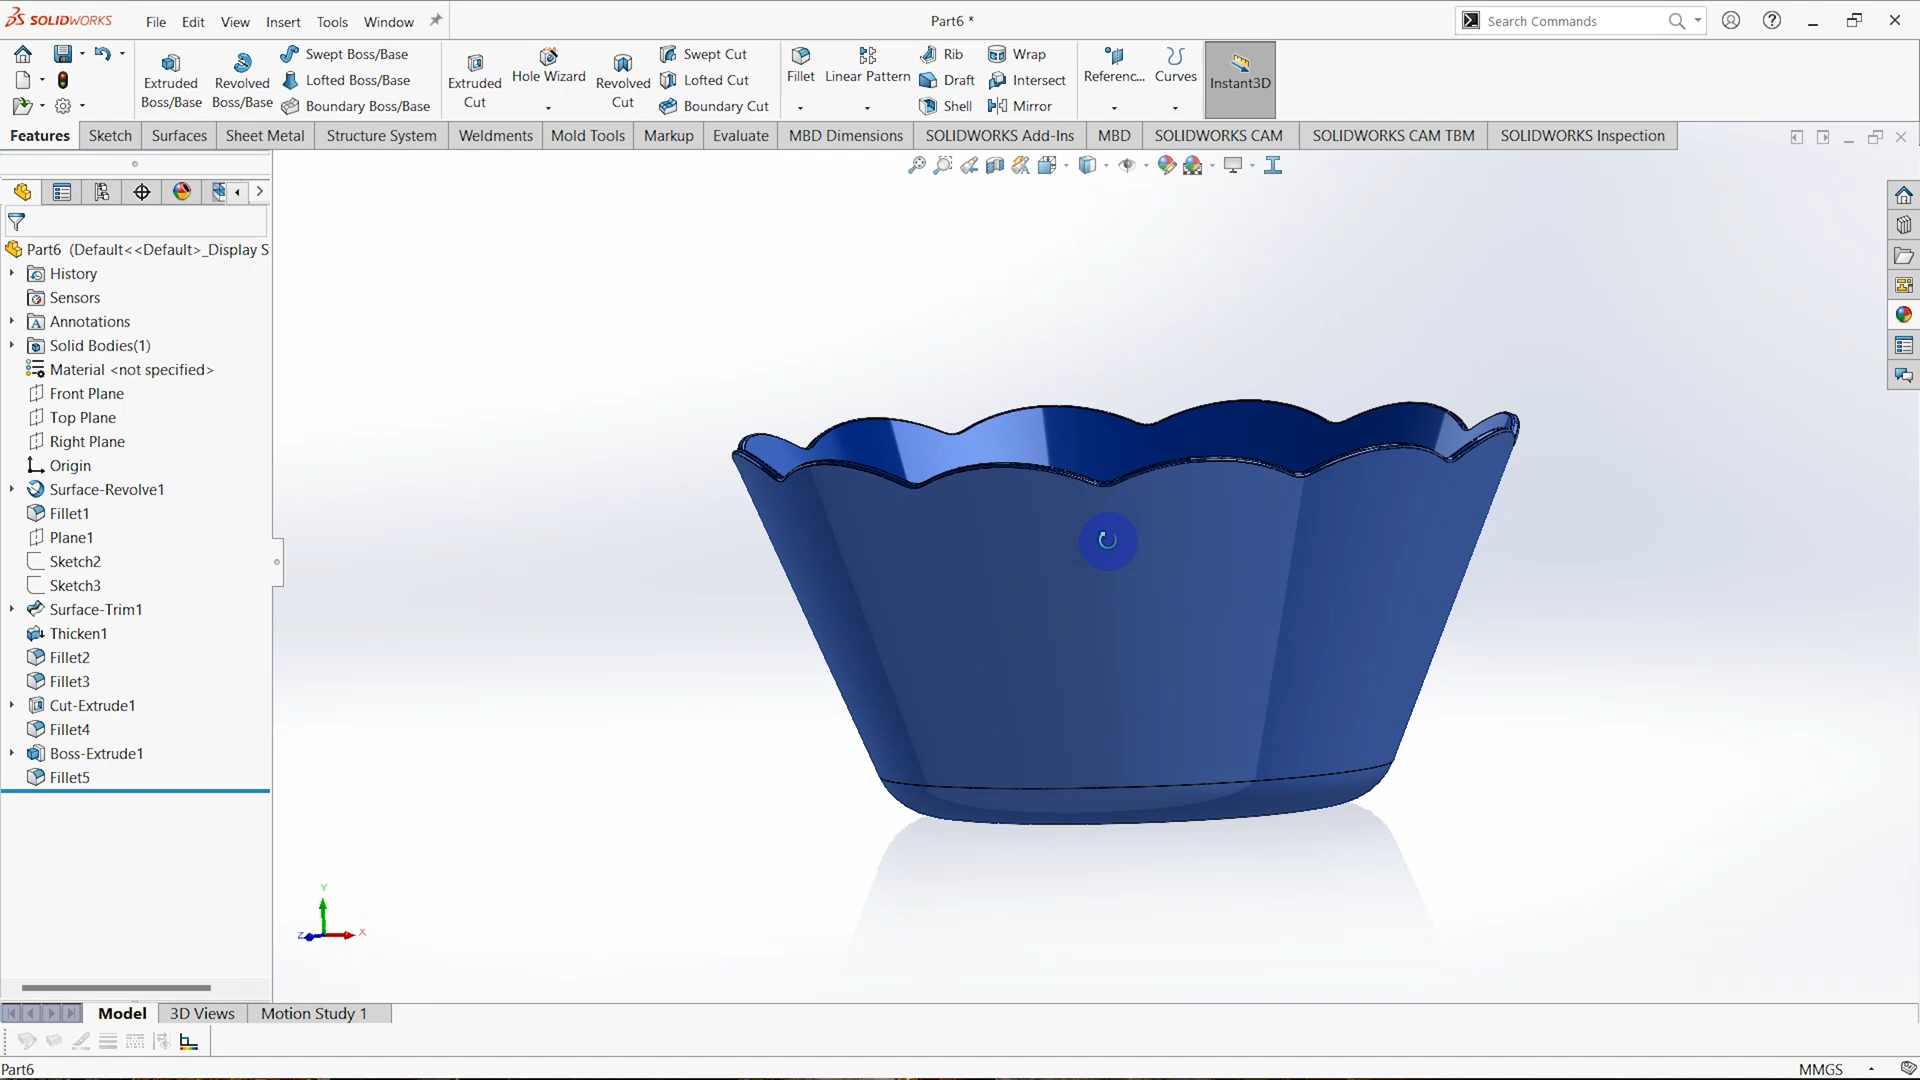 SOLIDWORKS File Edit View Insert Tools Window Part6 * Search Commands
Extruded Boss/Base
Revolved Boss/Base
Swept Boss/Base
Lofted Boss/Base
Boundary Boss/Base
Extruded Cut
Hole Wizard
Revolved Cut
Swept Cut
Lofted Cut
Boundary Cut
Fillet
Linear Pattern
Rib
Draft
Shell
Wrap
Intersect
Mirror
Referenc...
Curves
Instant3D
Features Sketch Surfaces Sheet Metal Structure System Weldments Mold Tools Markup Evaluate MBD Dimensions SOLIDWORKS Add-Ins MBD SOLIDWORKS CAM SOLIDWORKS CAM TBM SOLIDWORKS Inspection
Part6 (Default<<Default>_Display S
History
Sensors
Annotations
Solid Bodies(1)
Material <not specified>
Front Plane
Top Plane
Right Plane
Origin
Surface-Revolve1
Fillet1
Plane1
Sketch2
Sketch3
Surface-Trim1
Thicken1
Fillet2
Fillet3
Cut-Extrude1
Fillet4
Boss-Extrude1
Fillet5
Y
Z X
Model 3D Views Motion Study 1
Part6 MMGS